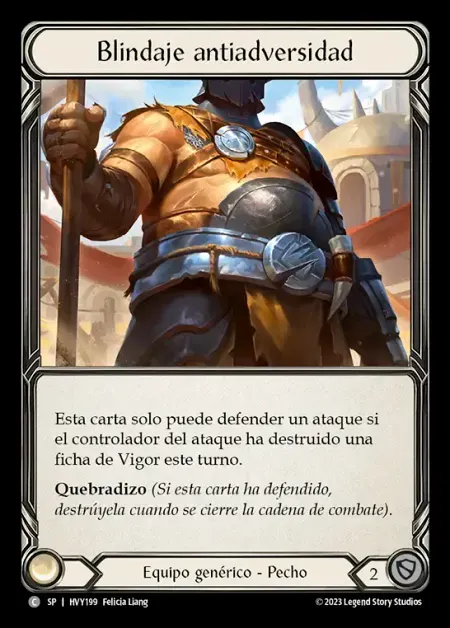 Blindaje antiadversidad
Esta carta solo puede defender un ataque si
el controlador del ataque ha destruido una
ficha de Vigor este turno.
Quebradizo (Si esta carta ha defendido,
destrúyela cuando se cierre la cadena de combate).
Equipo genérico - Pecho
2
C SP | HVY199 Felicia Liang
© 2023 Legend Story Studios